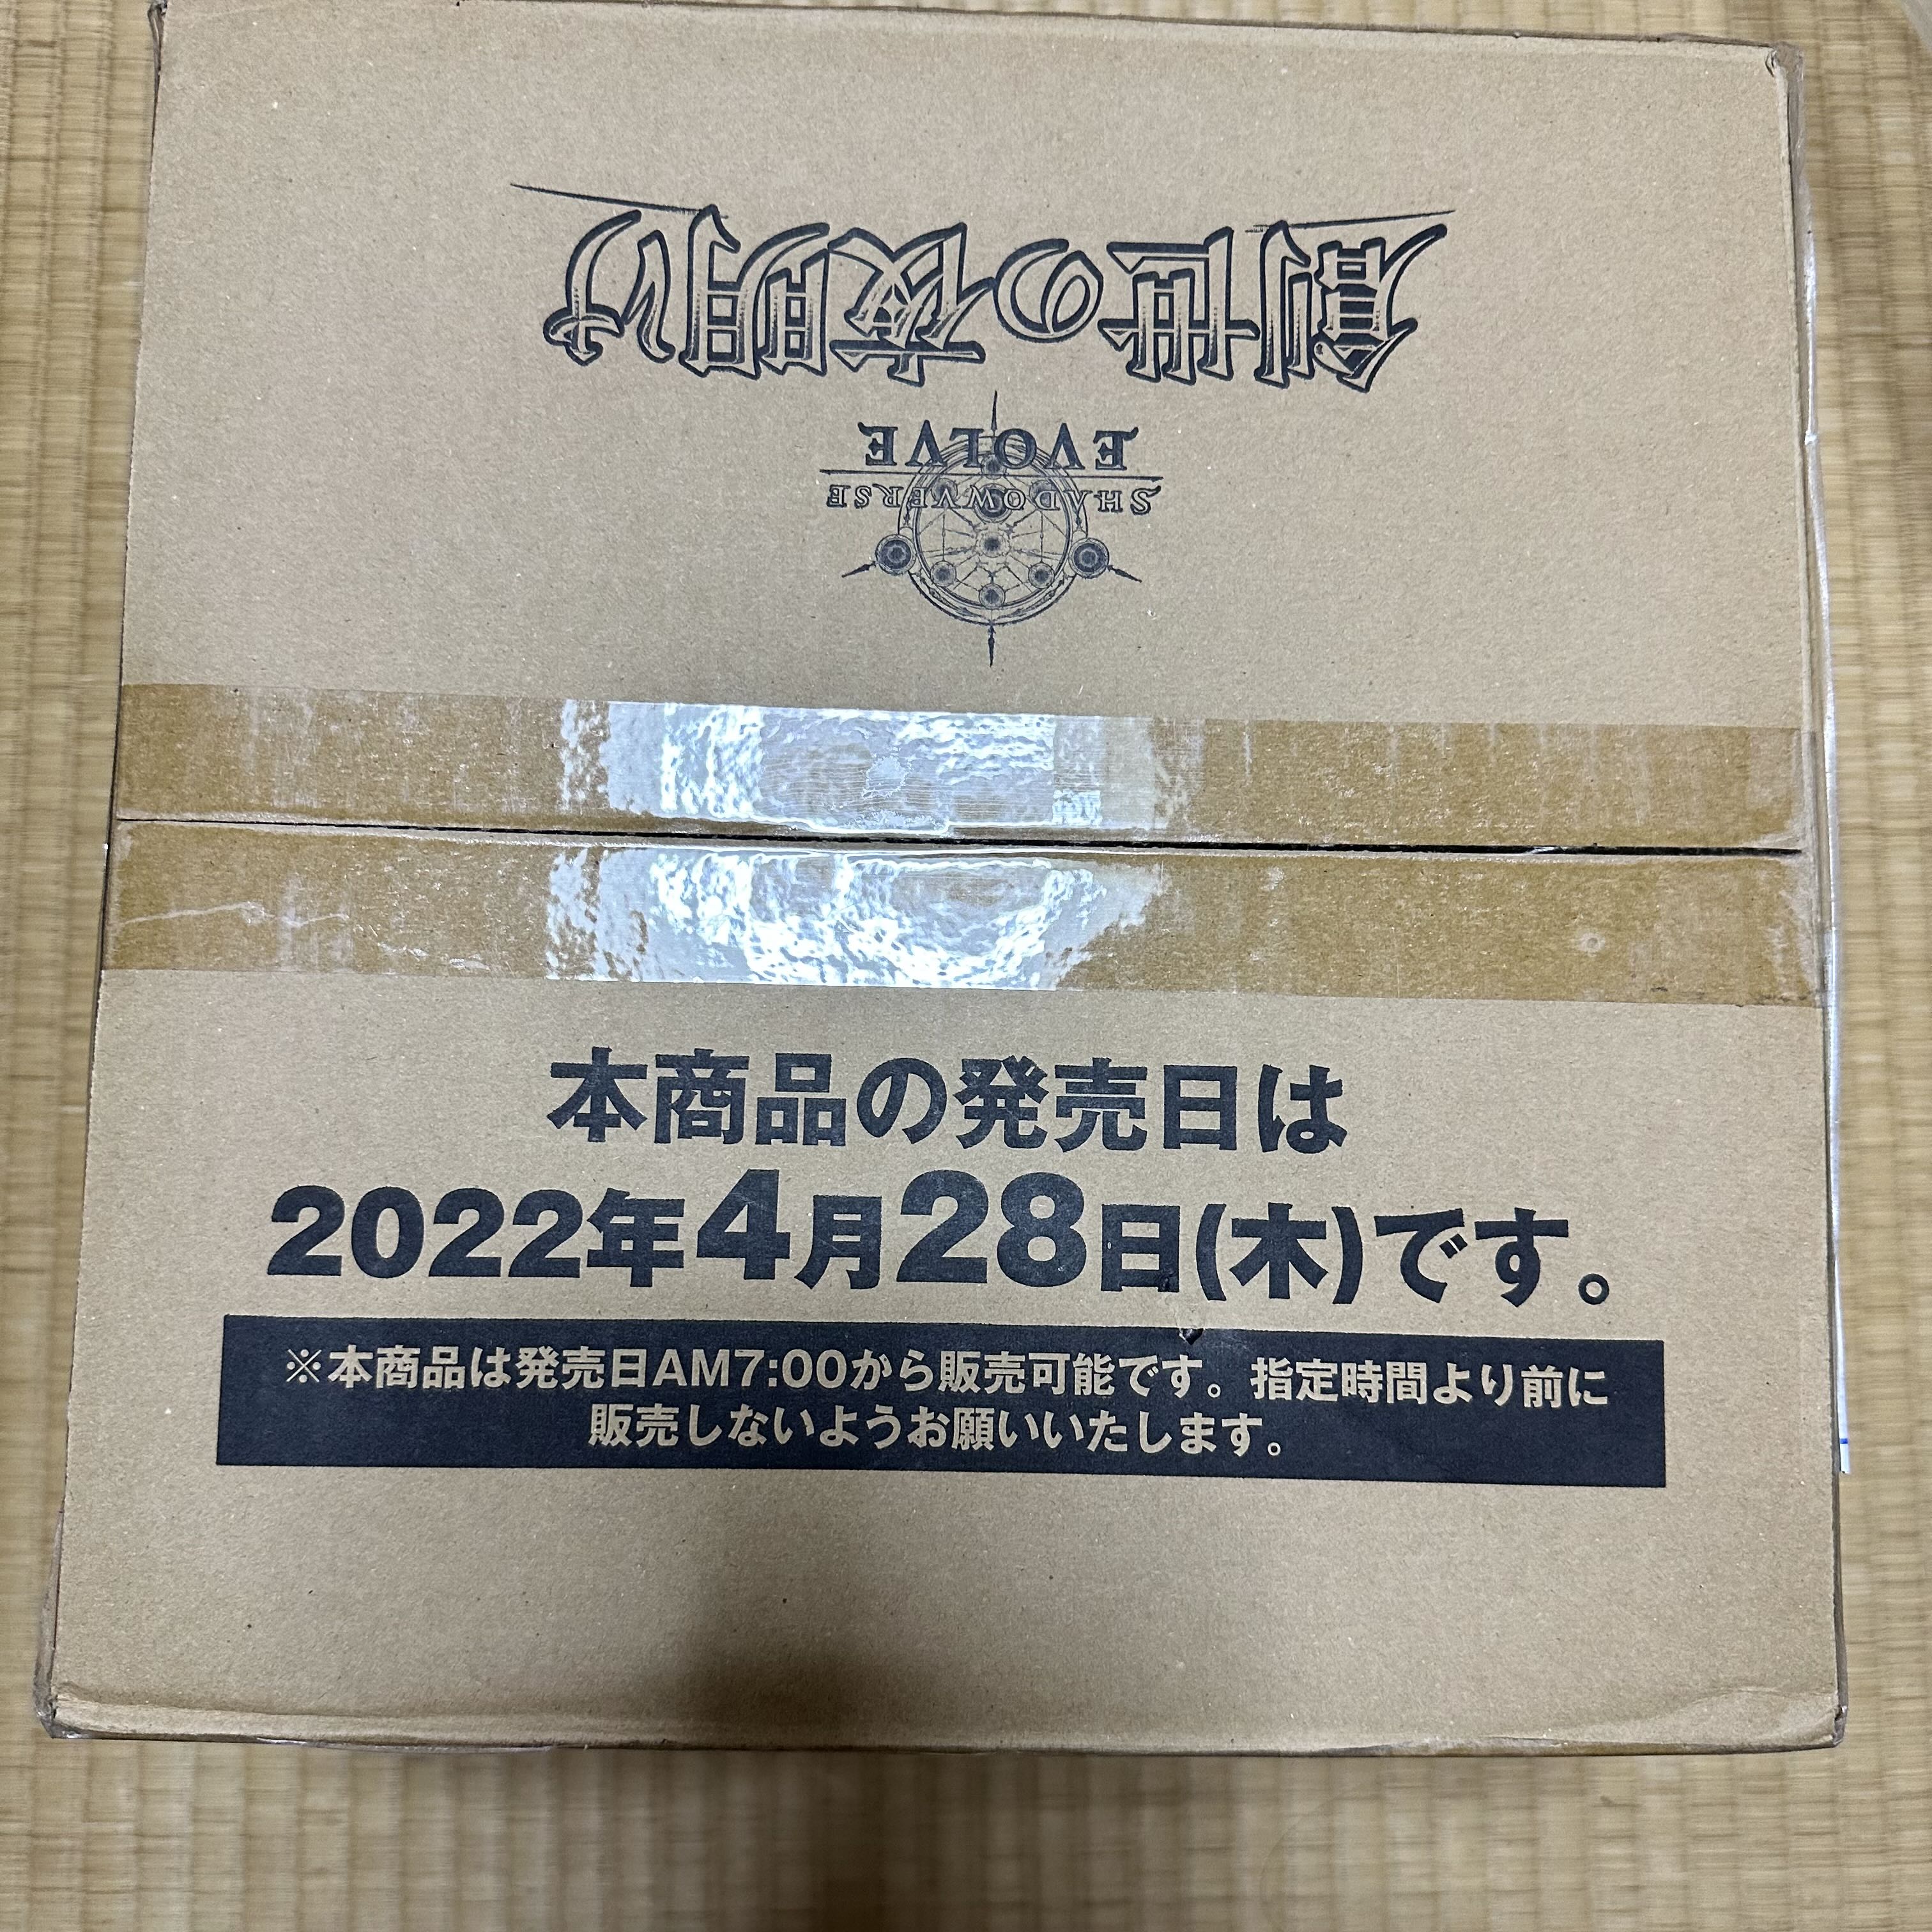 創世の夜明け
EVOLVE
SHADOWVERSE
本商品の発売日は
2022年4月28日(木)です。
※本商品は発売日AM7:00から販売可能です。指定時間より前に
販売しないようお願いいたします。